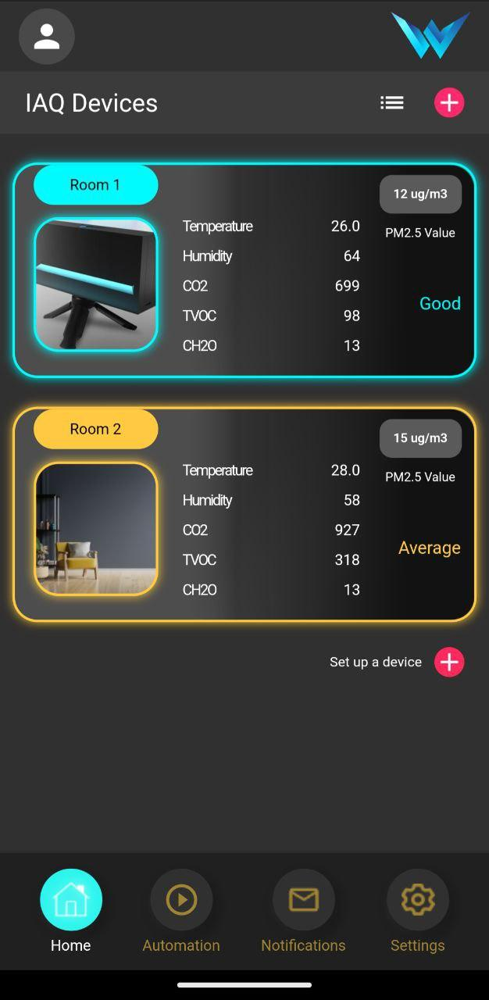 IAQ Devices
Room 1
12 ug/m3
PM2.5 Value
Temperature 26.0
Humidity 64
CO2 699
Good
TVOC 98
CH2O 13
Room 2
15 ug/m3
PM2.5 Value
Temperature 28.0
Humidity 58
CO2 927
Average
TVOC 318
CH2O 13
Set up a device
Home Automation Notifications Settings